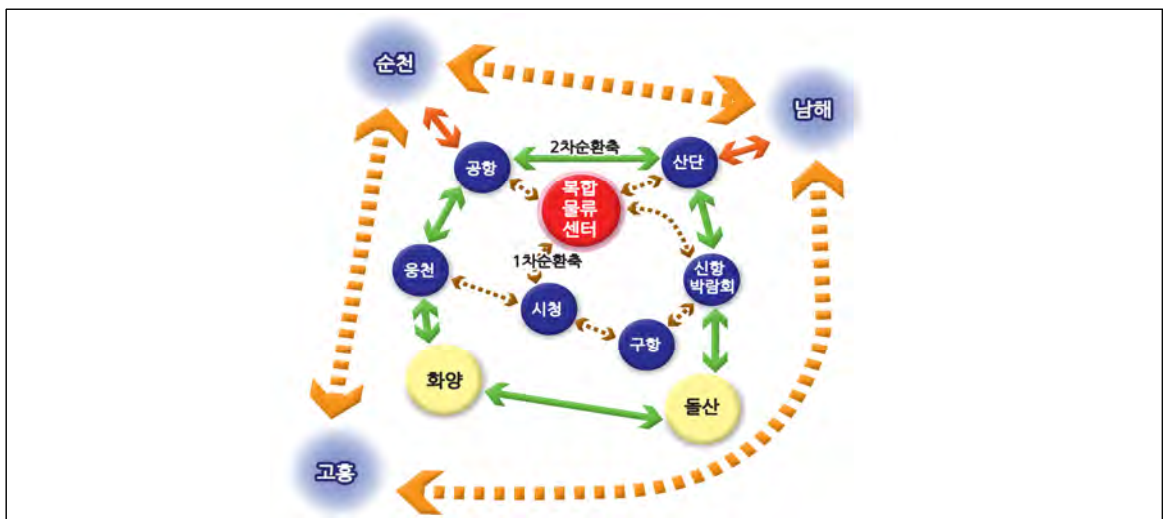 순천
남해
2차순환축
공항
산단
복합
물류
센터
1차순환축
웅천
신항
박람회
시청
구항
화양
돌산
고흥